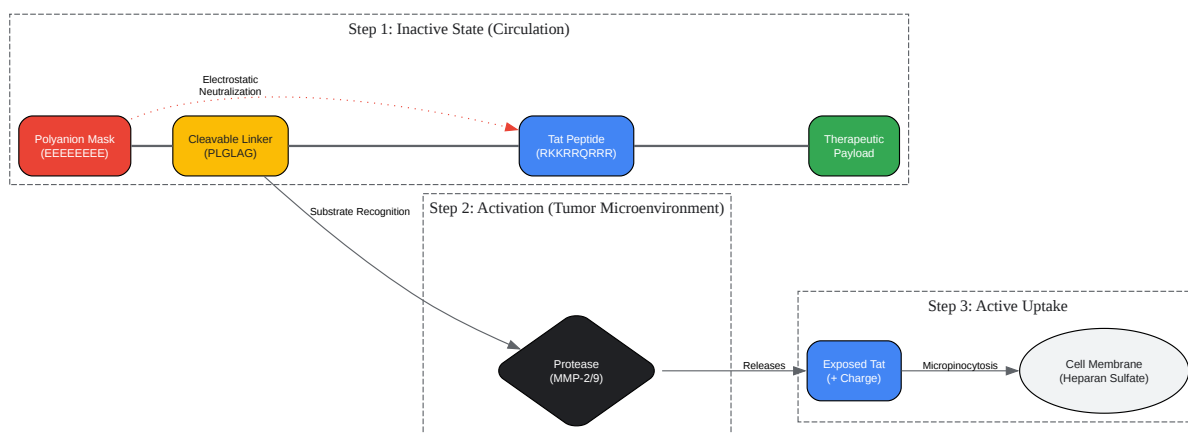 Step 1: Inactive State (Circulation)
Electrostatic
Neutralization
Polyanion Mask
(EEEEEEEE)
Cleavable Linker
(PLGLAG)
Tat Peptide
(RKKRRQRRR)
Therapeutic
Payload
Substrate Recognition
Step 2: Activation (Tumor Microenvironment)
Step 3: Active Uptake
Protease
(MMP-2/9)
Releases
Exposed Tat
(+ Charge)
Micropinocytosis
Cell Membrane
(Heparan Sulfate)